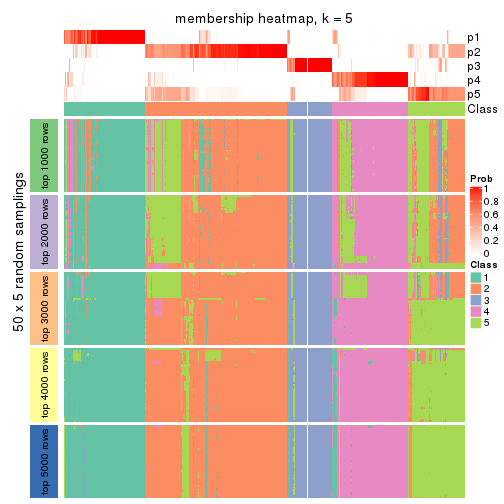 membership heatmap, k = 5
p1
p2
p3
p4
p5
Class
50 x 5 random samplings
top 1000 rows
top 2000 rows
top 3000 rows
top 4000 rows
top 5000 rows
Prob
1
0.8
0.6
0.4
0.2
0
Class
1
2
3
4
5